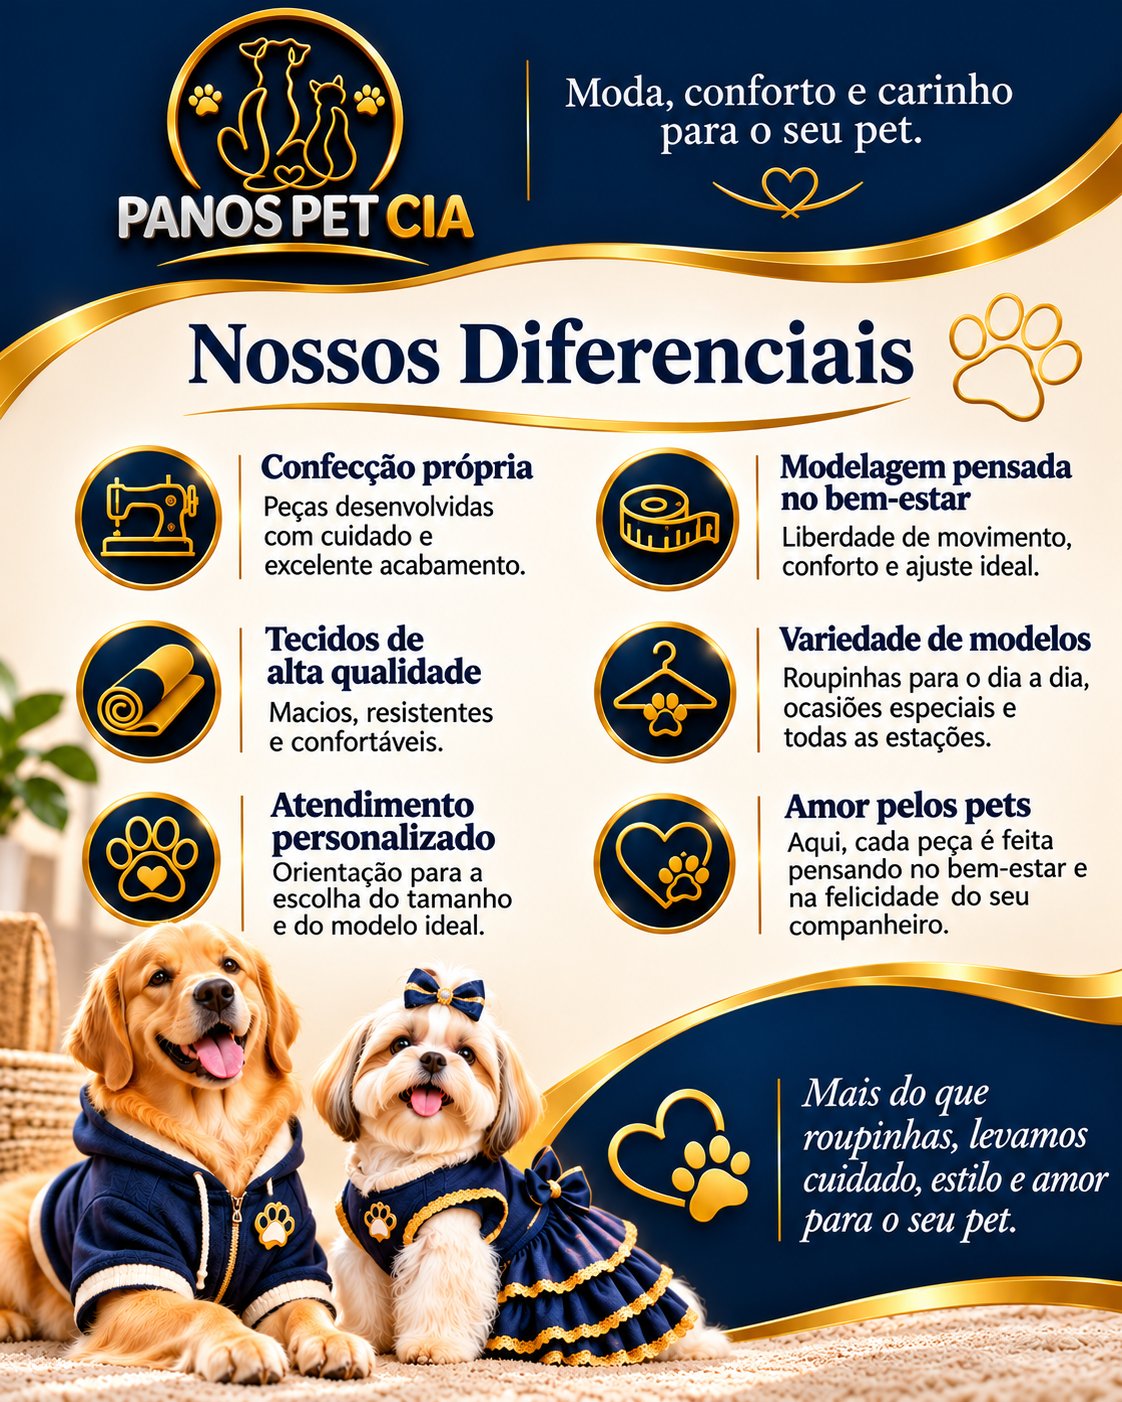 PANOS PET CIA
Moda, conforto e carinho
para o seu pet.
Nossos Diferenciais
Confecção própria
Peças desenvolvidas
com cuidado e
excelente acabamento.
Modelagem pensada
no bem-estar
Liberdade de movimento,
conforto e ajuste ideal.
Tecidos de
alta qualidade
Macios, resistentes
e confortáveis.
Variedade de modelos
Roupinhas para o dia a dia,
ocasiões especiais e
todas as estações.
Atendimento
personalizado
Orientação para a
escolha do tamanho
e do modelo ideal.
Amor pelos pets
Aqui, cada peça é feita
pensando no bem-estar e
na felicidade do seu
companheiro.
Mais do que
roupinhas, levamos
cuidado, estilo e amor
para o seu pet.